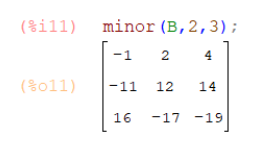 (%i11) minor(B,2,3);
-1 2 4
(%o11) -11 12 14
16 -17 -19